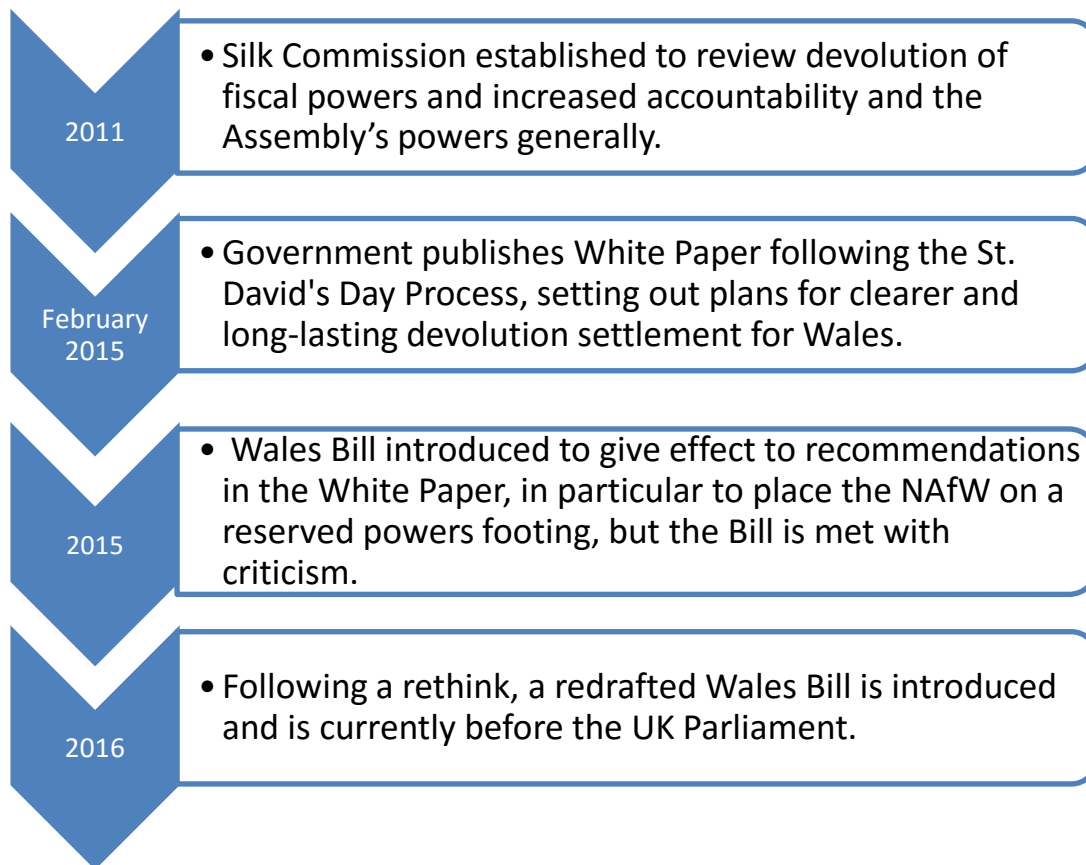 2011
• Silk Commission established to review devolution of
fiscal powers and increased accountability and the
Assembly’s powers generally.
February
2015
• Government publishes White Paper following the St.
David's Day Process, setting out plans for clearer and
long-lasting devolution settlement for Wales.
2015
• Wales Bill introduced to give effect to recommendations
in the White Paper, in particular to place the NAfW on a
reserved powers footing, but the Bill is met with
criticism.
2016
• Following a rethink, a redrafted Wales Bill is introduced
and is currently before the UK Parliament.